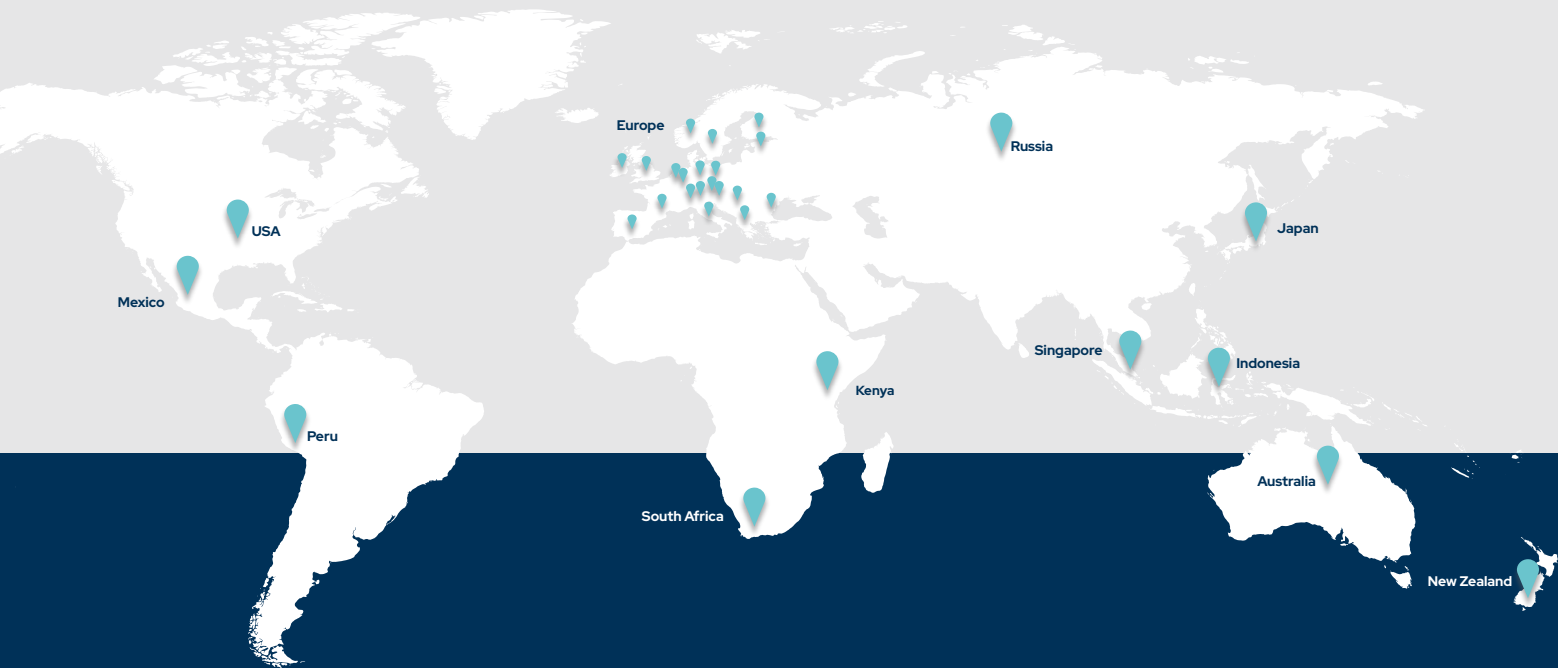 Europe
Russia
USA
Japan
Mexico
Singapore
Indonesia
Kenya
Peru
Australia
South Africa
New Zealand